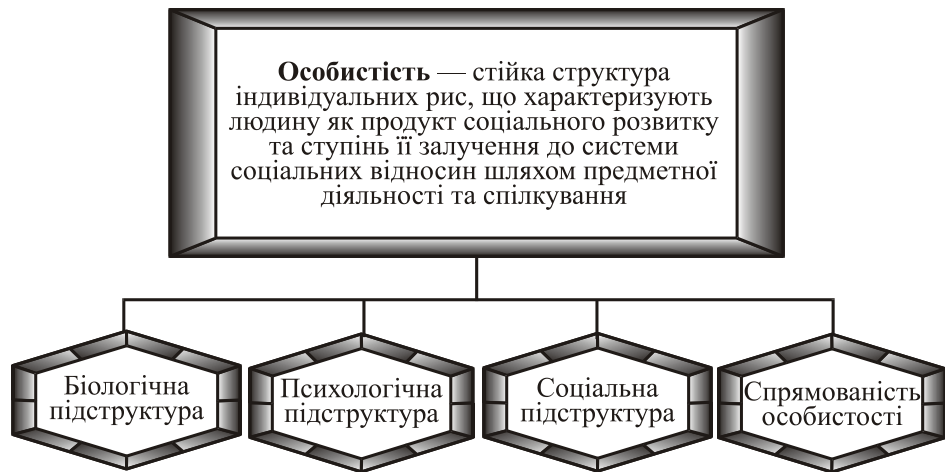 Особистість — стійка структура
індивідуальних рис, що характеризують
людину як продукт соціального розвитку
та ступінь її залучення до системи
соціальних відносин шляхом предметної
діяльності та спілкування
Біологічна
підструктура
Психологічна
підструктура
Соціальна
підструктура
Спрямованість
особистості